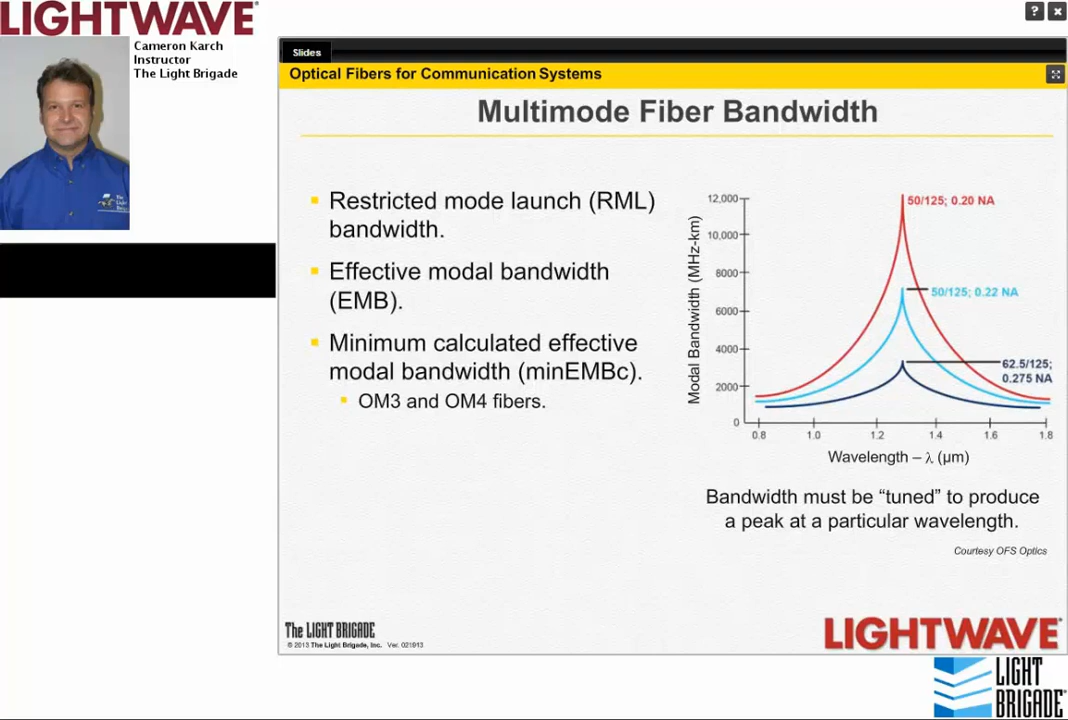 LIGHTWAVE®
Cameron Karch
Instructor
The Light Brigade
Slides
Optical Fibers for Communication Systems
Multimode Fiber Bandwidth
Restricted mode launch (RML)
bandwidth.
Effective modal bandwidth
(EMB).
Minimum calculated effective
modal bandwidth (minEMBc).
OM3 and OM4 fibers.
Modal Bandwidth (MHz-km)
12,000
10,000
8000
6000
4000
2000
0
50/125; 0.20 NA
50/125; 0.22 NA
62.5/125;
0.275 NA
0.8 1.0 1.2 1.4 1.6 1.8
Wavelength – λ (µm)
Bandwidth must be “tuned” to produce
a peak at a particular wavelength.
Courtesy OFS Optics
The LIGHT BRIGADE
© 2013 The Light Brigade, Inc. Ver. 021913
LIGHTWAVE®
LIGHT
BRIGADE®